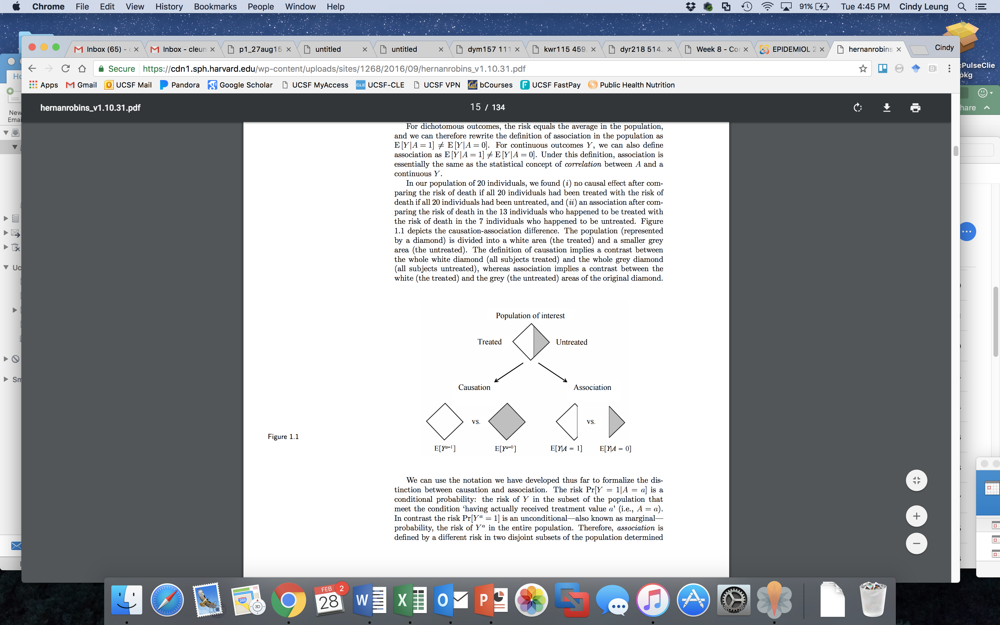 Chrome File Edit View History Bookmarks People Window Help 91% Tue 4:45 PM Cindy Leung
Inbox (65) - Inbox - cleun p1_27aug15 untitled untitled dym157 111 kwr115 459. dyr218 514. Week 8 - Cor EPIDEMIOL 2 hernanrobins Cindy
Secure https://cdn1.sph.harvard.edu/wp-content/uploads/sites/1268/2016/09/hernanrobins_v1.10.31.pdf
cPulseClie
pkg
Apps Gmail UCSF Mail Pandora Google Scholar UCSF MyAccess CLE UCSF-CLE UCSF VPN Cal bCourses UCSF FastPay Public Health Nutrition
hernanrobins_v1.10.31.pdf 15 / 134
hare
New
Emai
For dichotomous outcomes, the risk equals the average in the population,
and we can therefore rewrite the definition of association in the population as
E[Y|A = 1] ≠ E[Y|A = 0]. For continuous outcomes Y, we can also define
association as E[Y|A = 1] ≠ E[Y|A = 0]. Under this definition, association is
essentially the same as the statistical concept of correlation between A and a
continuous Y.
In our population of 20 individuals, we found (i) no causal effect after com-
paring the risk of death if all 20 individuals had been treated with the risk of
death if all 20 individuals had been untreated, and (ii) an association after com-
paring the risk of death in the 13 individuals who happened to be treated with
the risk of death in the 7 individuals who happened to be untreated. Figure
1.1 depicts the causation-association difference. The population (represented
by a diamond) is divided into a white area (the treated) and a smaller grey
area (the untreated). The definition of causation implies a contrast between
the whole white diamond (all subjects treated) and the whole grey diamond
(all subjects untreated), whereas association implies a contrast between the
white (the treated) and the grey (the untreated) areas of the original diamond.
Uc
Sm
Population of interest
Treated Untreated
Causation Association
vs. vs.
Figure 1.1
E[Yᵃ⁼¹] E[Yᵃ⁼⁰] E[Y|A = 1] E[Y|A = 0]
We can use the notation we have developed thus far to formalize the dis-
tinction between causation and association. The risk Pr[Y = 1|A = a] is a
conditional probability: the risk of Y in the subset of the population that
meet the condition ‘having actually received treatment value a’ (i.e., A = a).
In contrast the risk Pr[Yᵃ = 1] is an unconditional—also known as marginal—
probability, the risk of Yᵃ in the entire population. Therefore, association is
defined by a different risk in two disjoint subsets of the population determined
280 3D FEB 28 2 W X O P